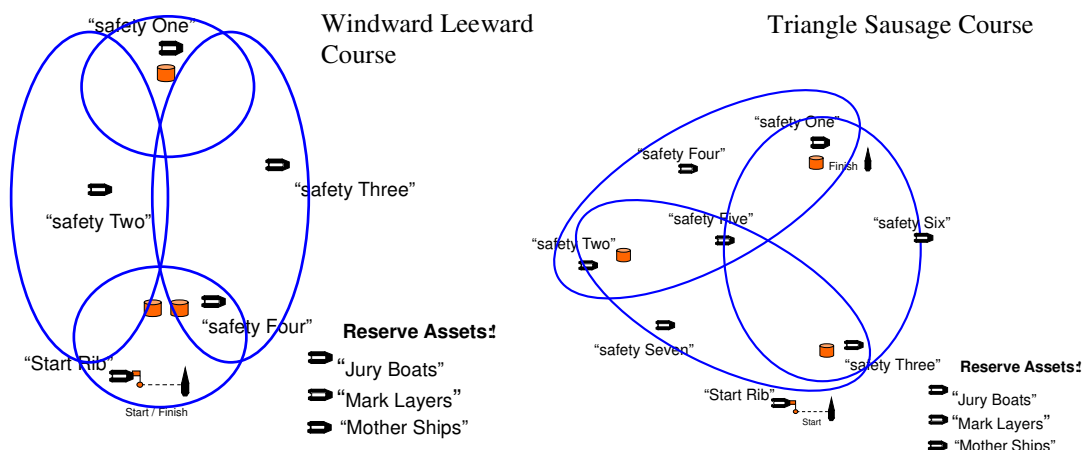 “safety One”
Windward Leeward
Course
“safety Three”
“safety Two”
“safety Four”
“Start Rib”
Start / Finish
Reserve Assets:
“Jury Boats”
“Mark Layers”
“Mother Ships”
Triangle Sausage Course
“safety One”
Finish
“safety Four”
“safety Five”
“safety Six”
“safety Two”
“safety Seven”
“safety Three”
“Start Rib”
Start
Reserve Assets:
“Jury Boats”
“Mark Layers”
“Mother Ships”